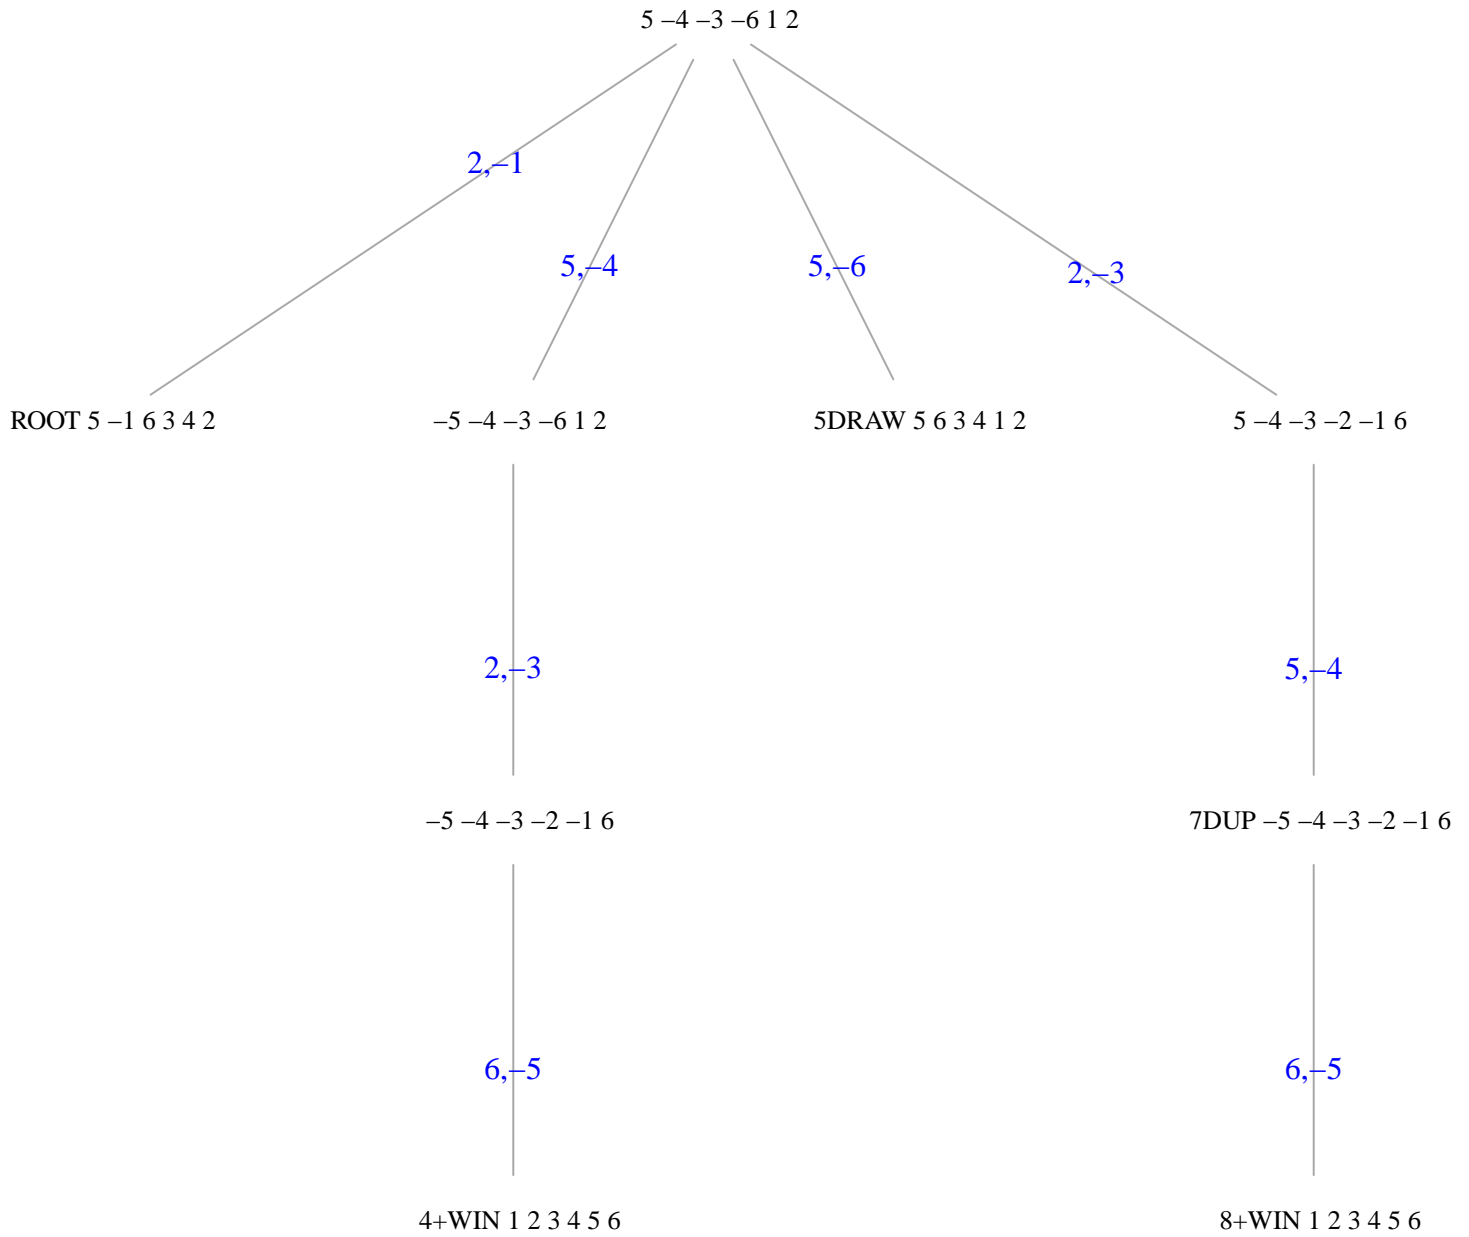 5 –4 –3 –6 1 2
2,–1
5,–4
5,–6
2,–3
ROOT 5 –1 6 3 4 2
–5 –4 –3 –6 1 2
5DRAW 5 6 3 4 1 2
5 –4 –3 –2 –1 6
2,–3
5,–4
–5 –4 –3 –2 –1 6
7DUP –5 –4 –3 –2 –1 6
6,–5
6,–5
4+WIN 1 2 3 4 5 6
8+WIN 1 2 3 4 5 6